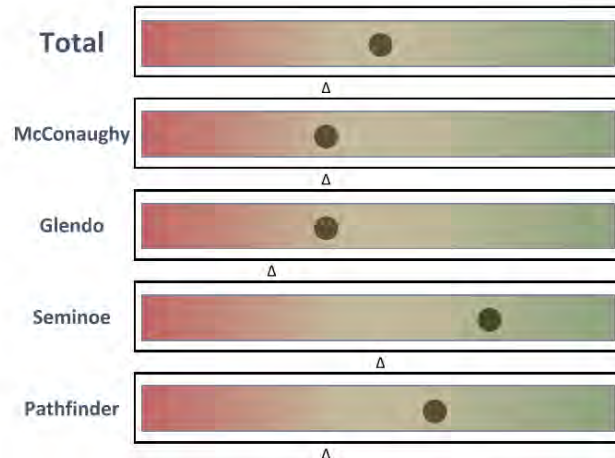 Total
Δ
McConaughy
Δ
Glendo
Δ
Seminoe
Δ
Pathfinder
Δ